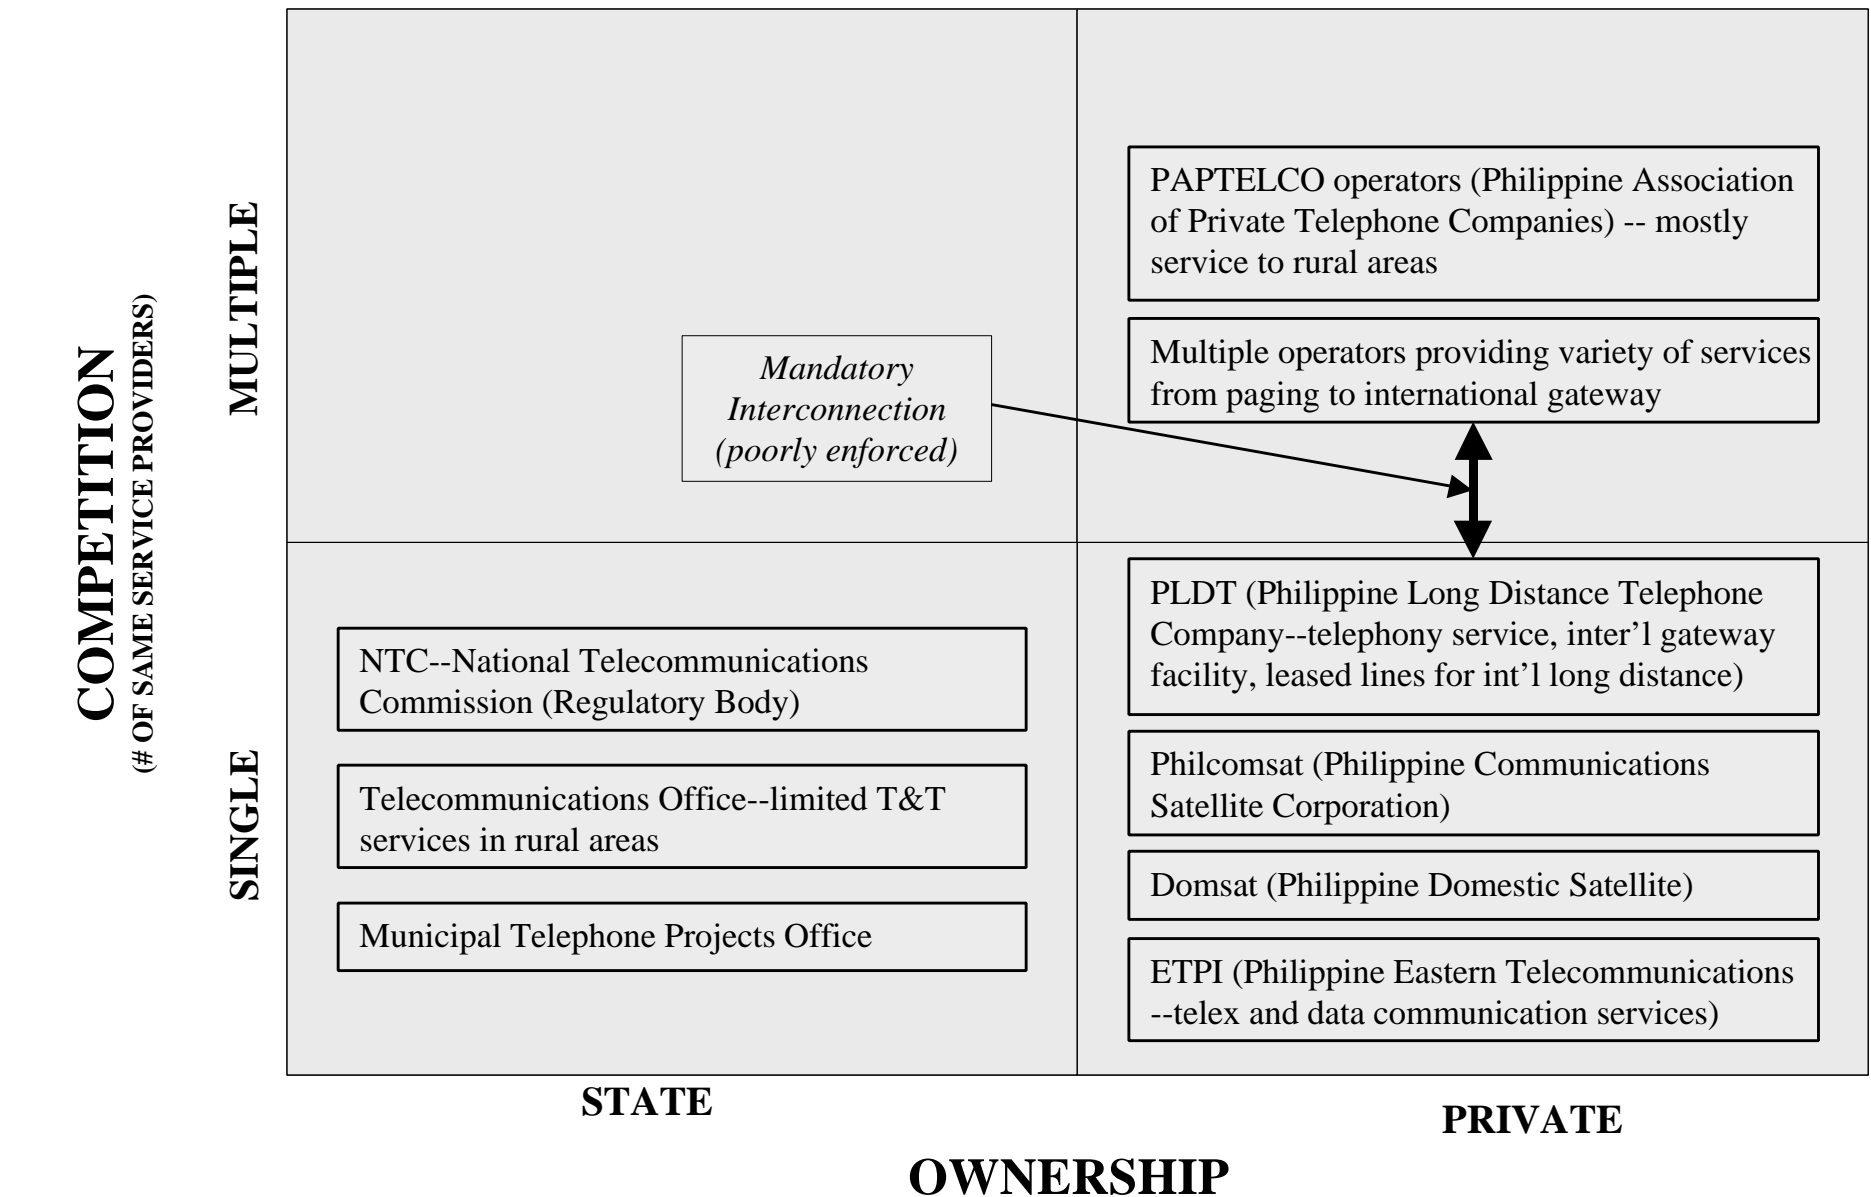 COMPETITION
(# OF SAME SERVICE PROVIDERS)
MULTIPLE
PAPTELCO operators (Philippine Association
of Private Telephone Companies) -- mostly
service to rural areas
Multiple operators providing variety of services
from paging to international gateway
Mandatory
Interconnection
(poorly enforced)
SINGLE
NTC--National Telecommunications
Commission (Regulatory Body)
Telecommunications Office--limited T&T
services in rural areas
Municipal Telephone Projects Office
PLDT (Philippine Long Distance Telephone
Company--telephony service, inter’l gateway
facility, leased lines for int’l long distance)
Philcomsat (Philippine Communications
Satellite Corporation)
Domsat (Philippine Domestic Satellite)
ETPI (Philippine Eastern Telecommunications
--telex and data communication services)
STATE
PRIVATE
OWNERSHIP